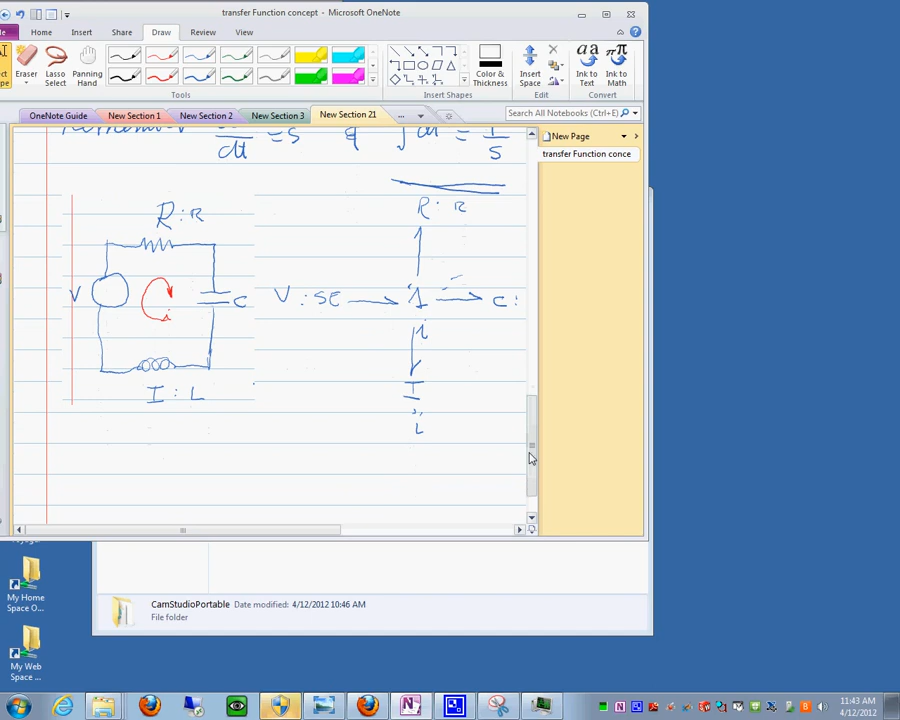 transfer Function concept - Microsoft OneNote
Home Insert Share Draw Review View
Eraser
Lasso Select
Panning Hand
Color & Thickness
Insert Space
Ink to Text
Ink to Math
Tools Insert Shapes Edit Convert
OneNote Guide New Section 1 New Section 2 New Section 3 New Section 21 ... Search All Notebooks (Ctrl+E)
New Page
transfer Function conce
dt = s & ∫ dt = 1/s
R : R
V
i
C
I : L
R : R
V : SE 1 C :
I
:
L
CamStudioPortable Date modified: 4/12/2012 10:46 AM
File folder
My Home Space O...
My Web Space ...
11:43 AM
4/12/2012